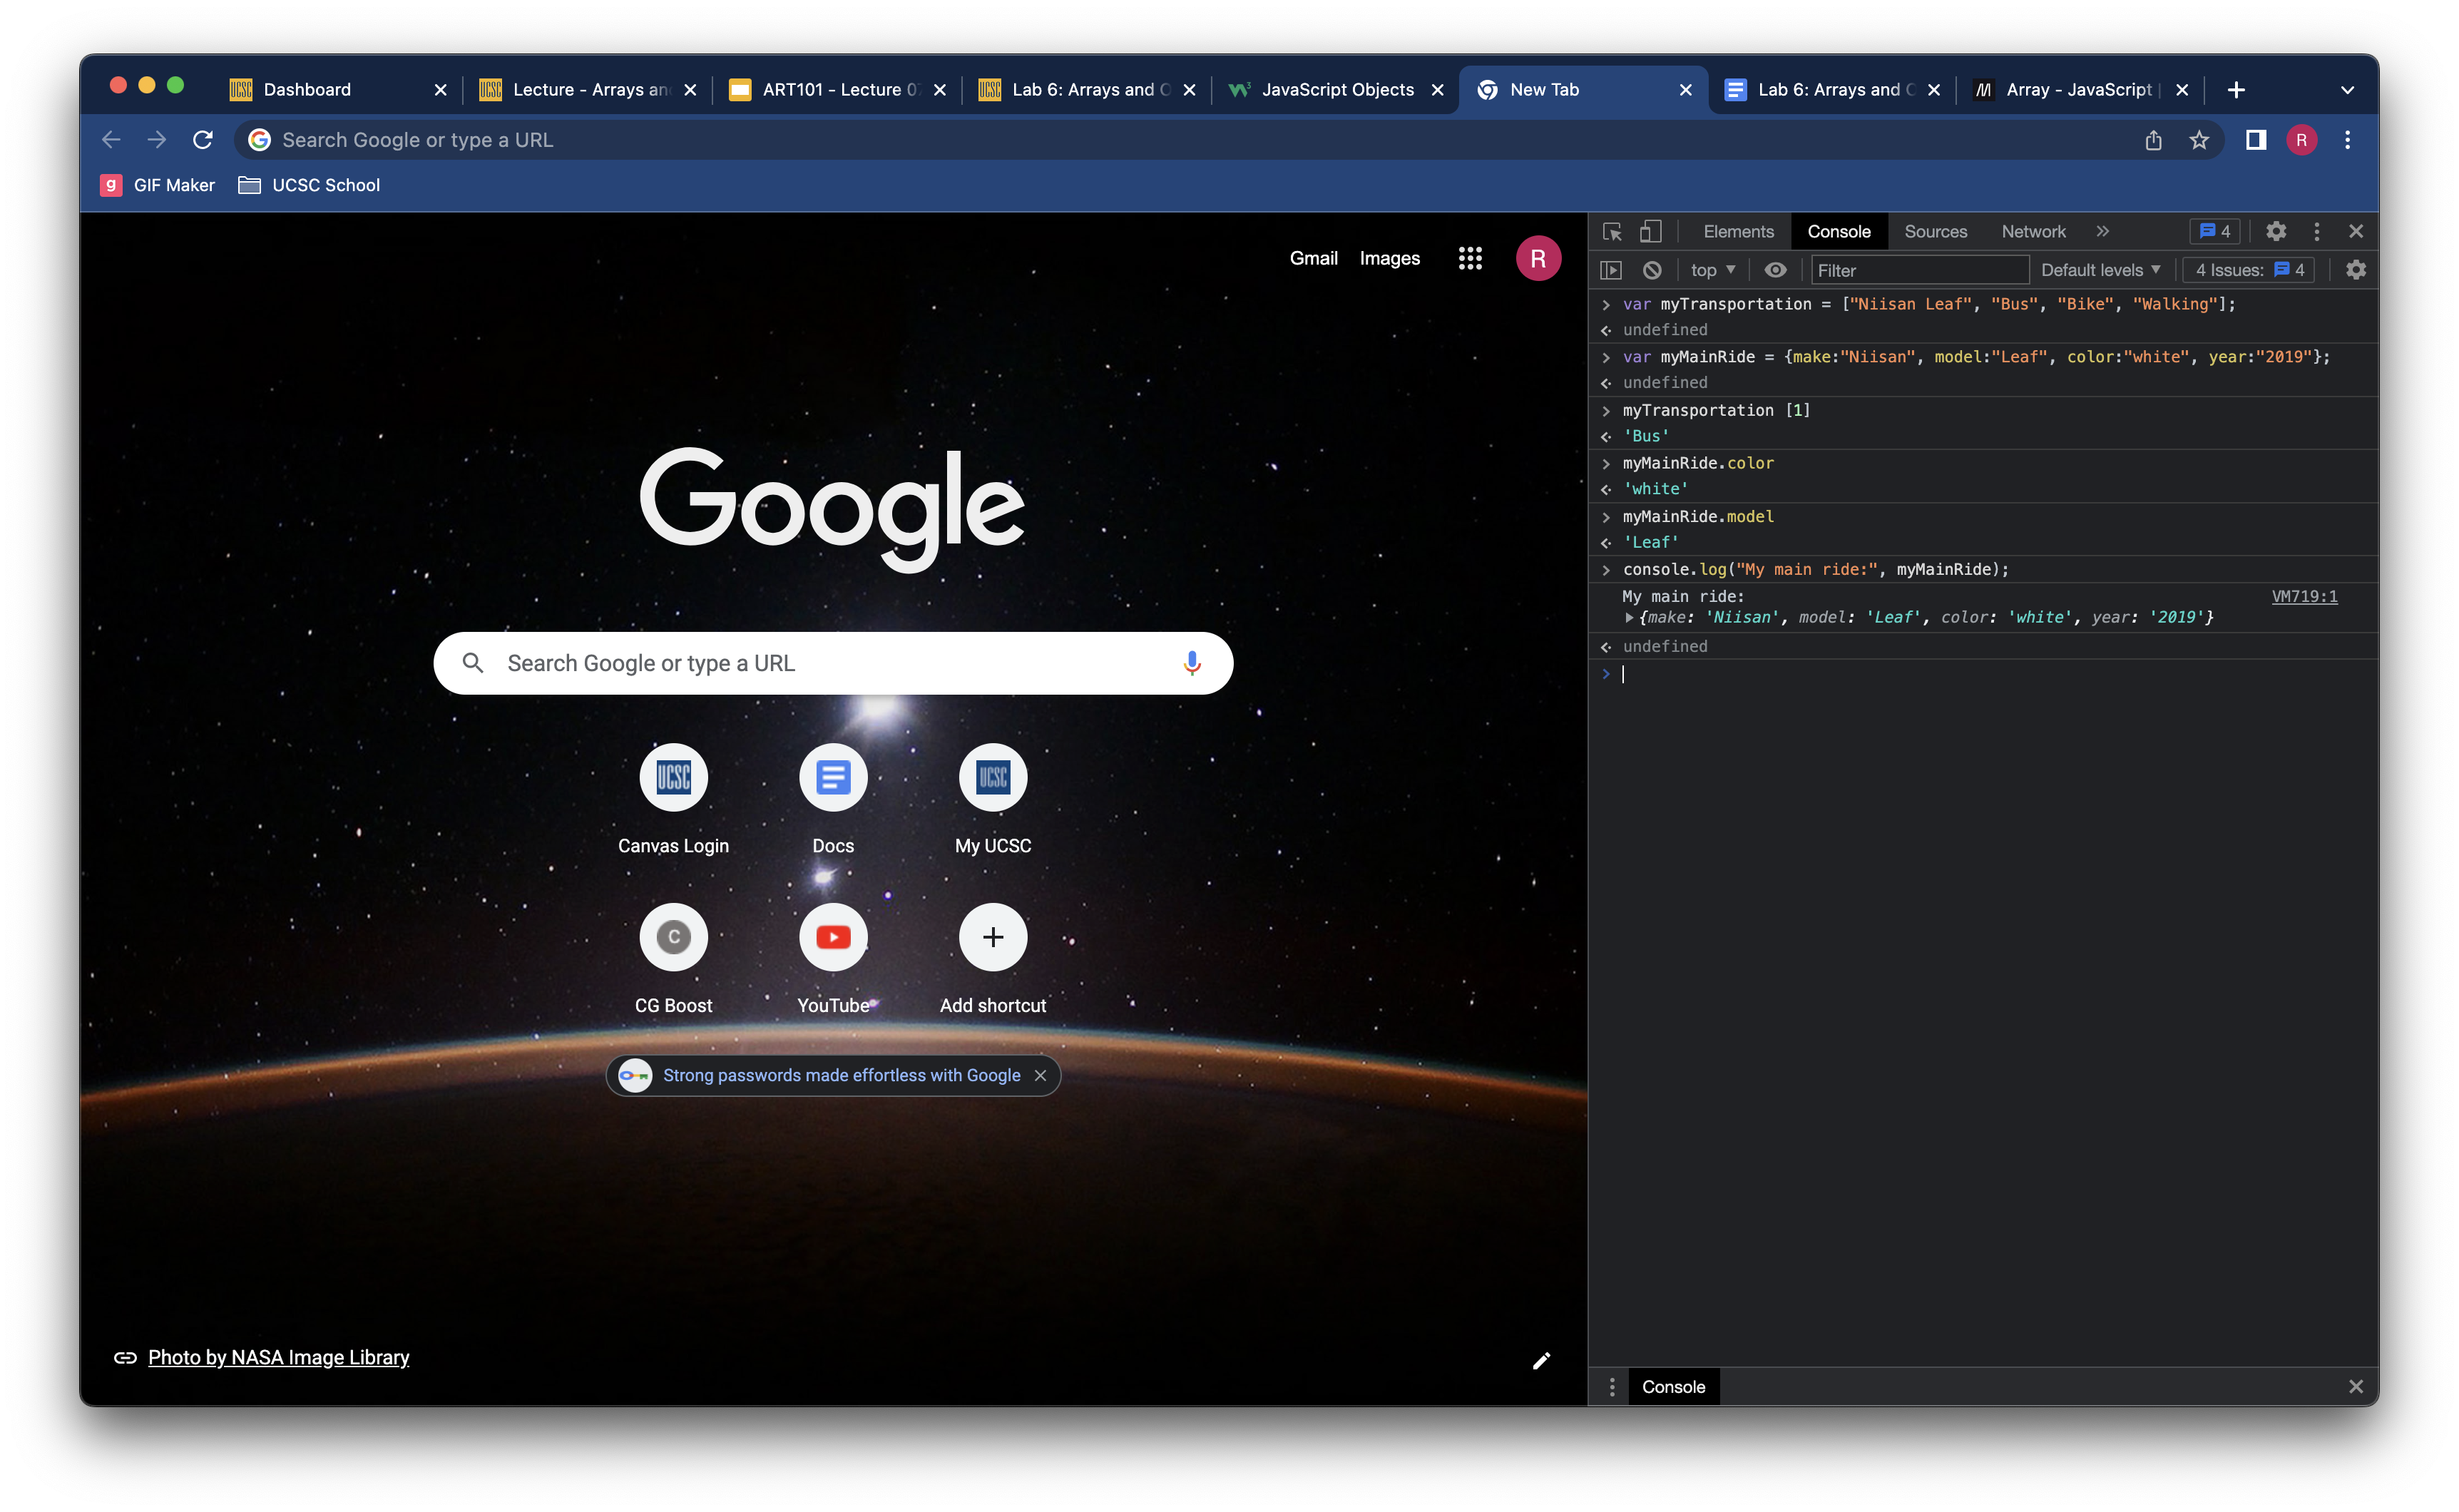 UCSC Dashboard
UCSC Lecture - Arrays an
ART101 - Lecture 07
UCSC Lab 6: Arrays and O
JavaScript Objects
New Tab
Lab 6: Arrays and O
Array - JavaScript |
Search Google or type a URL
R
g GIF Maker
UCSC School
Gmail
Images
R
Google
Search Google or type a URL
UCSC
UCSC
Canvas Login
Docs
My UCSC
C
CG Boost
YouTube
Add shortcut
Strong passwords made effortless with Google
Photo by NASA Image Library
Elements
Console
Sources
Network
4
top
Filter
Default levels
4 Issues: 4
> var myTransportation = ["Niisan Leaf", "Bus", "Bike", "Walking"];
undefined
> var myMainRide = {make:"Niisan", model:"Leaf", color:"white", year:"2019"};
undefined
> myTransportation [1]
'Bus'
> myMainRide.color
'white'
> myMainRide.model
'Leaf'
> console.log("My main ride:", myMainRide);
My main ride: VM719:1
{make: 'Niisan', model: 'Leaf', color: 'white', year: '2019'}
undefined
>
Console